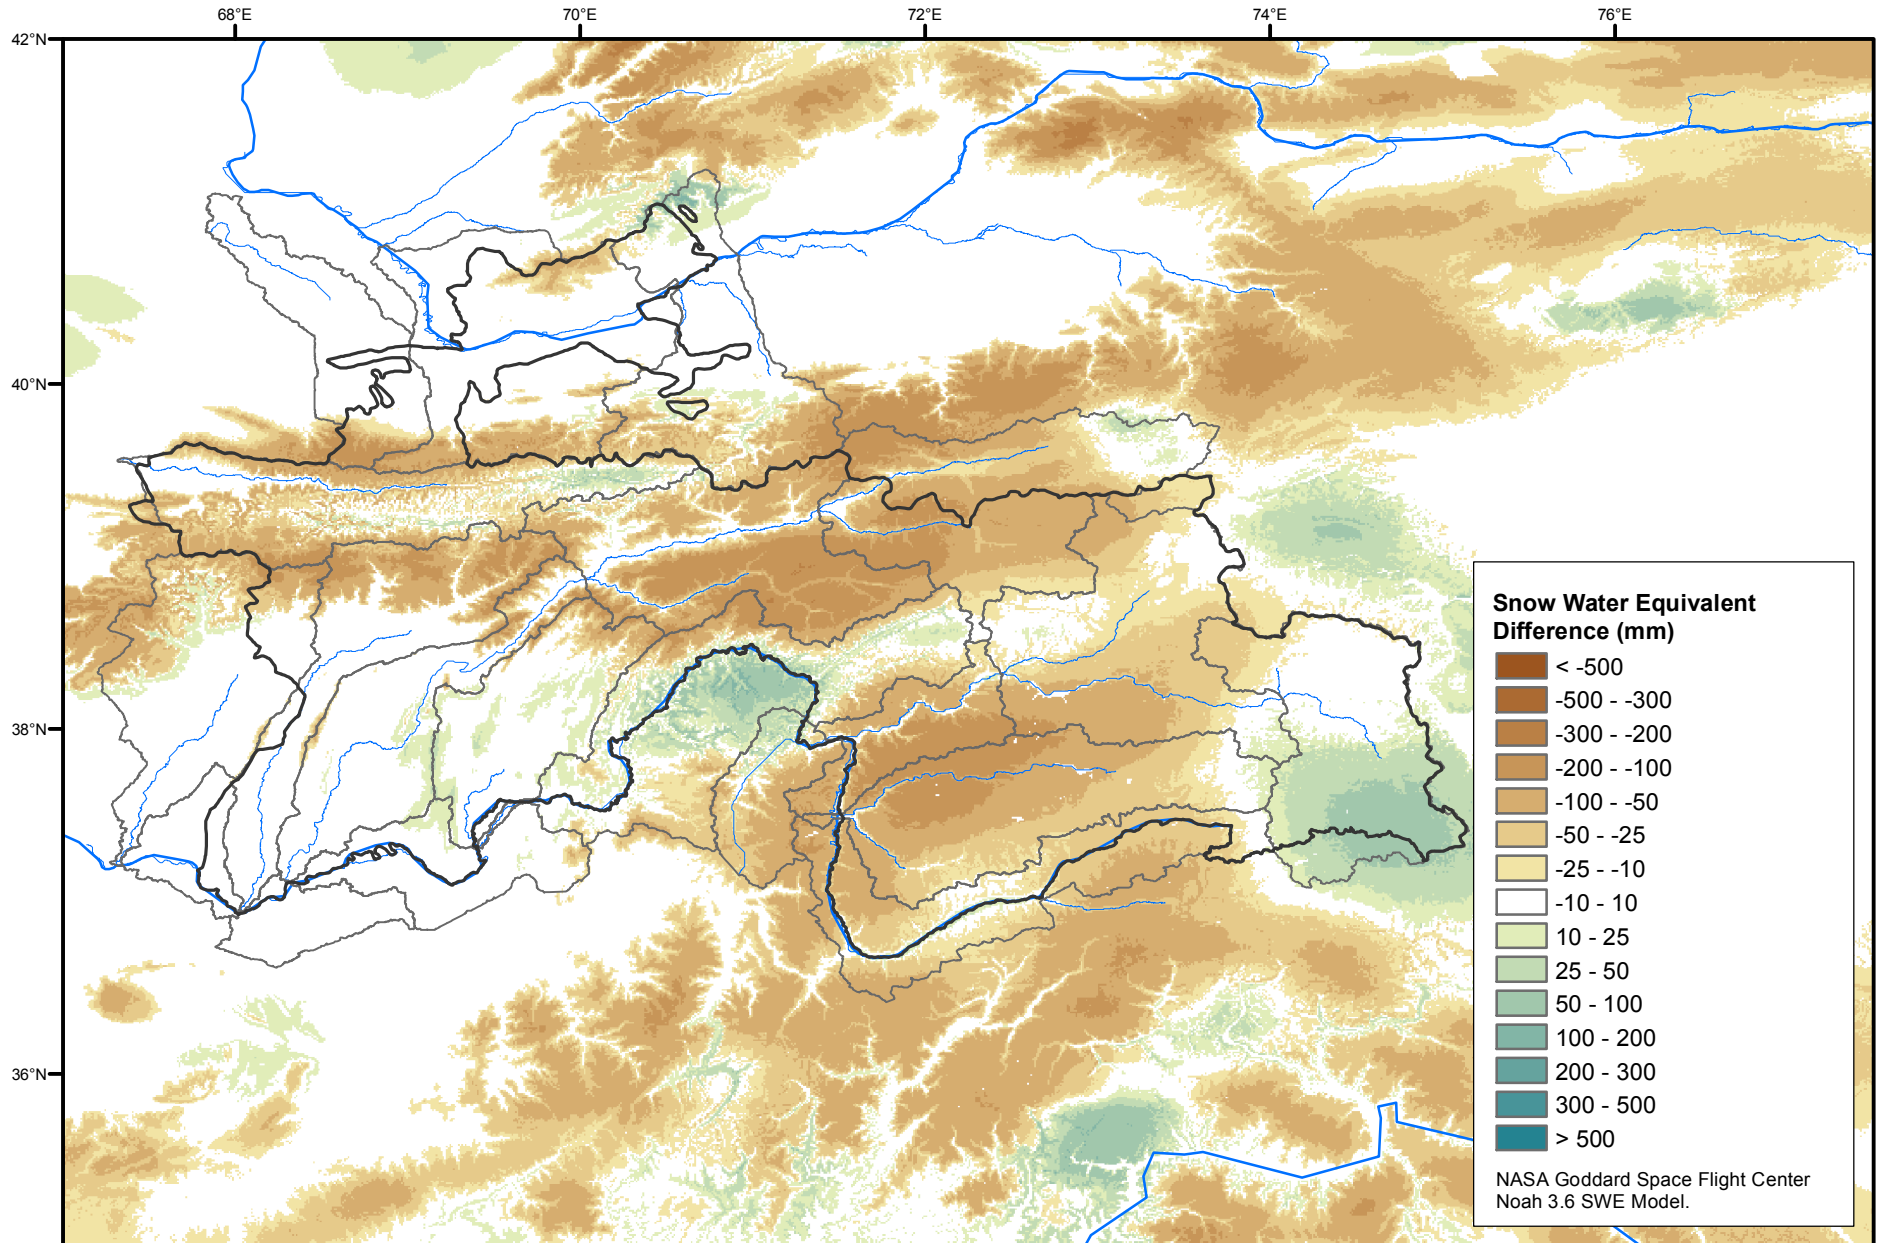 68°E 70°E 72°E 74°E 76°E
42°N
40°N
38°N
36°N
Snow Water Equivalent
Difference (mm)
< -500
-500 - -300
-300 - -200
-200 - -100
-100 - -50
-50 - -25
-25 - -10
-10 - 10
10 - 25
25 - 50
50 - 100
100 - 200
200 - 300
300 - 500
> 500
NASA Goddard Space Flight Center
Noah 3.6 SWE Model.